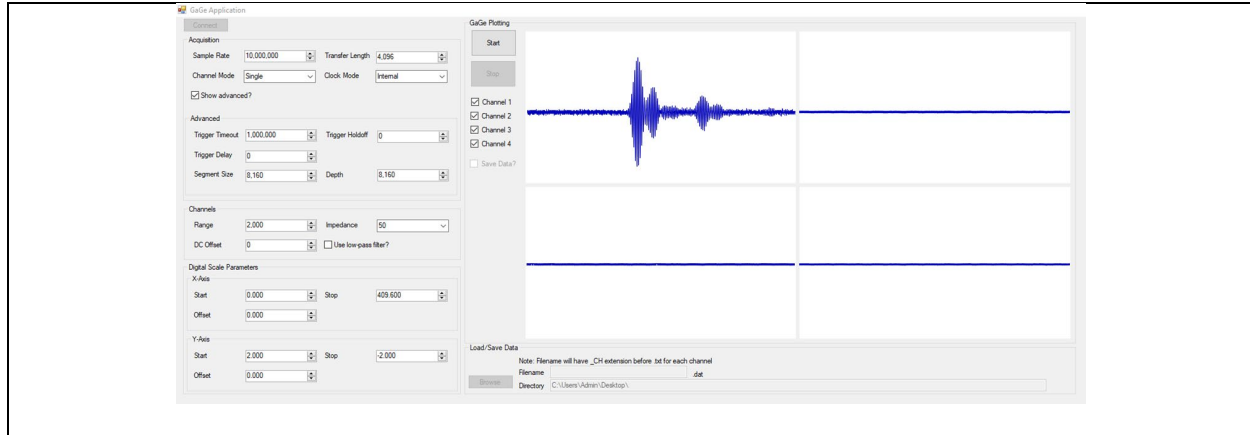 GaGe Application
Connect
Acquisition
Sample Rate 10,000,000 Transfer Length 4,096
Channel Mode Single Clock Mode Internal
Show advanced?
Advanced
Trigger Timeout 1,000,000 Trigger Holdoff 0
Trigger Delay 0
Segment Size 8,160 Depth 8,160
Channels
Range 2,000 Impedance 50
DC Offset 0 Use low-pass filter?
Digital Scale Parameters
X-Axis
Start 0.000 Stop 409.600
Offset 0.000
Y-Axis
Start 2.000 Stop -2.000
Offset 0.000
GaGe Plotting
Start
Stop
Channel 1
Channel 2
Channel 3
Channel 4
Save Data?
Load/Save Data
Note: Filename will have _CH extension before .txt for each channel
Filename .dat
Browse Directory C:\Users\Admin\Desktop\